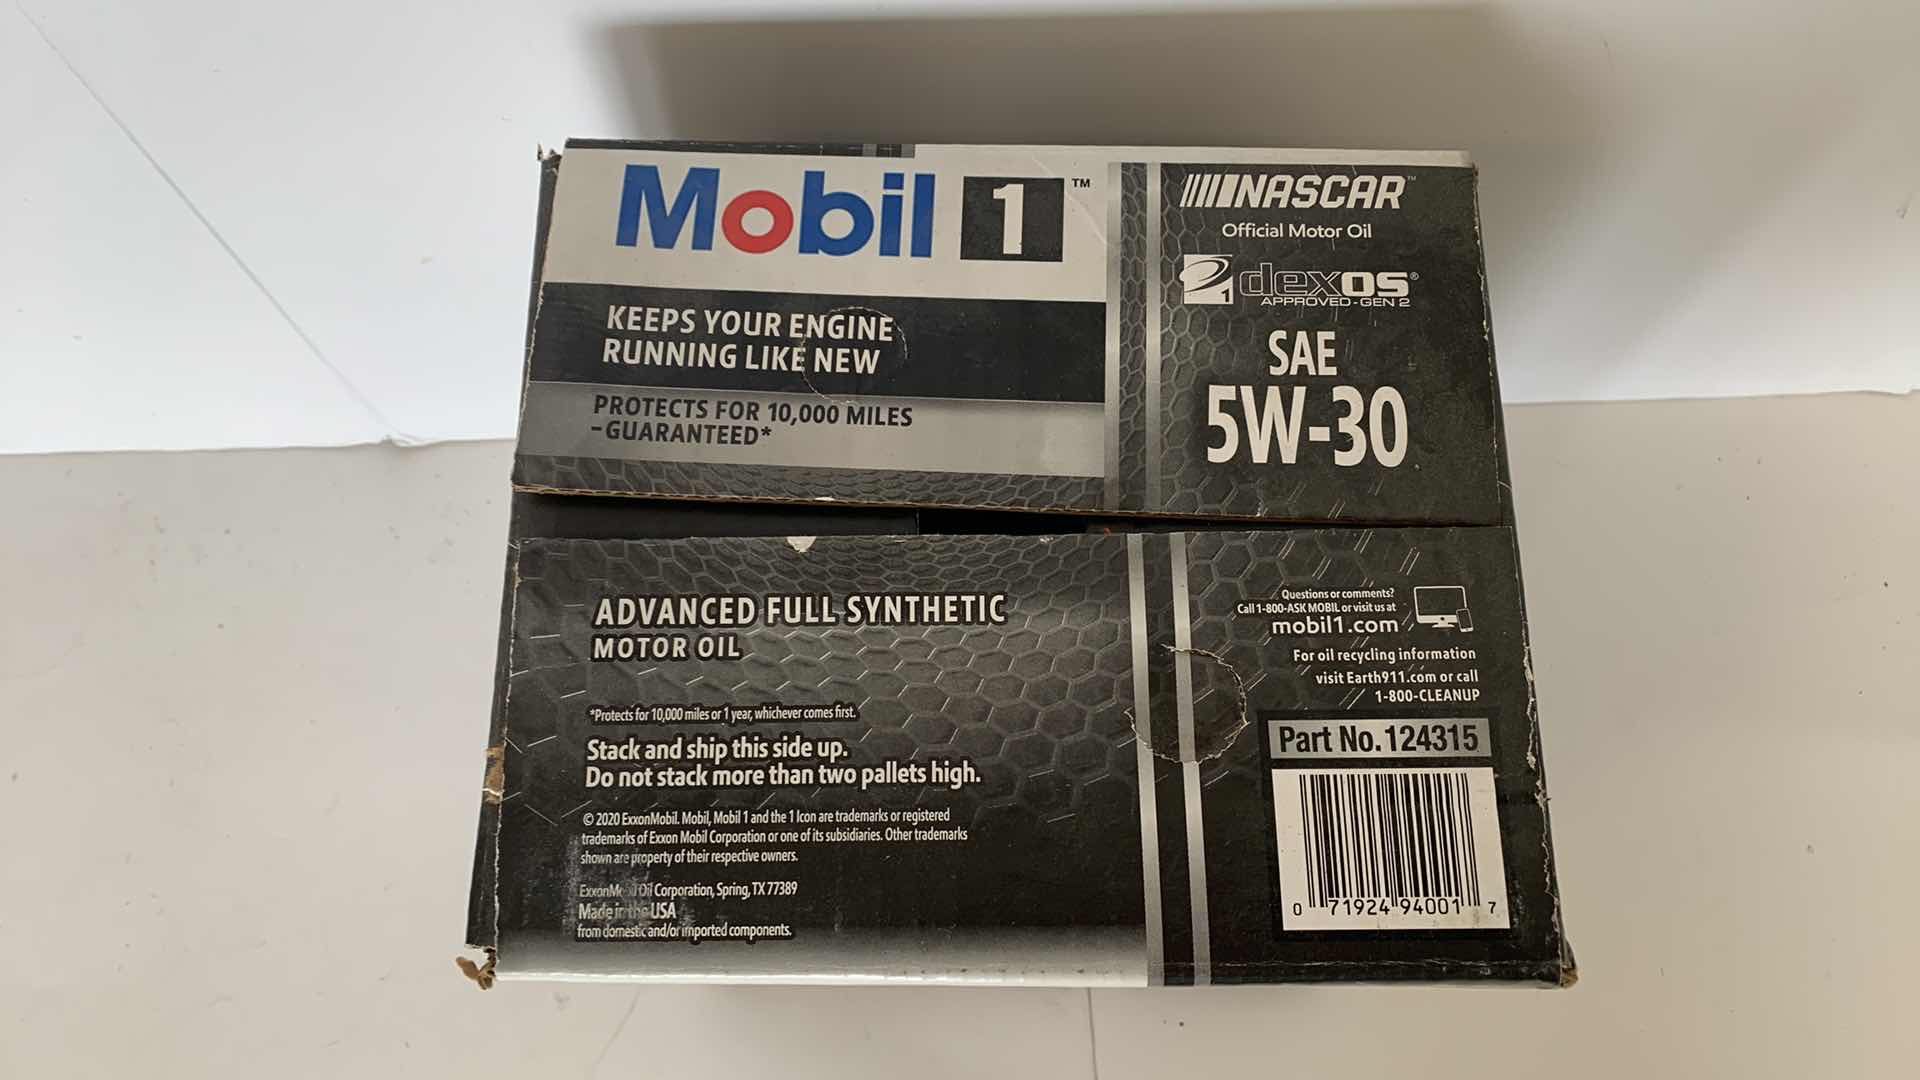 Mobil 1™
KEEPS YOUR ENGINE
RUNNING LIKE NEW
PROTECTS FOR 10,000 MILES
-GUARANTEED*
NASCAR™
Official Motor Oil
dexos®
1
APPROVED-GEN 2
SAE
5W-30
ADVANCED FULL SYNTHETIC
MOTOR OIL
*Protects for 10,000 miles or 1 year, whichever comes first.
Stack and ship this side up.
Do not stack more than two pallets high.
© 2020 ExxonMobil. Mobil, Mobil 1 and the 1 Icon are trademarks or registered
trademarks of Exxon Mobil Corporation or one of its subsidiaries. Other trademarks
shown are property of their respective owners.
ExxonMobil Oil Corporation, Spring, TX 77389
Made in the USA
from domestic and/or imported components.
Questions or comments?
Call 1-800-ASK MOBIL or visit us at
mobil1.com
For oil recycling information
visit Earth911.com or call
1-800-CLEANUP
Part No. 124315
0 71924 94001 7